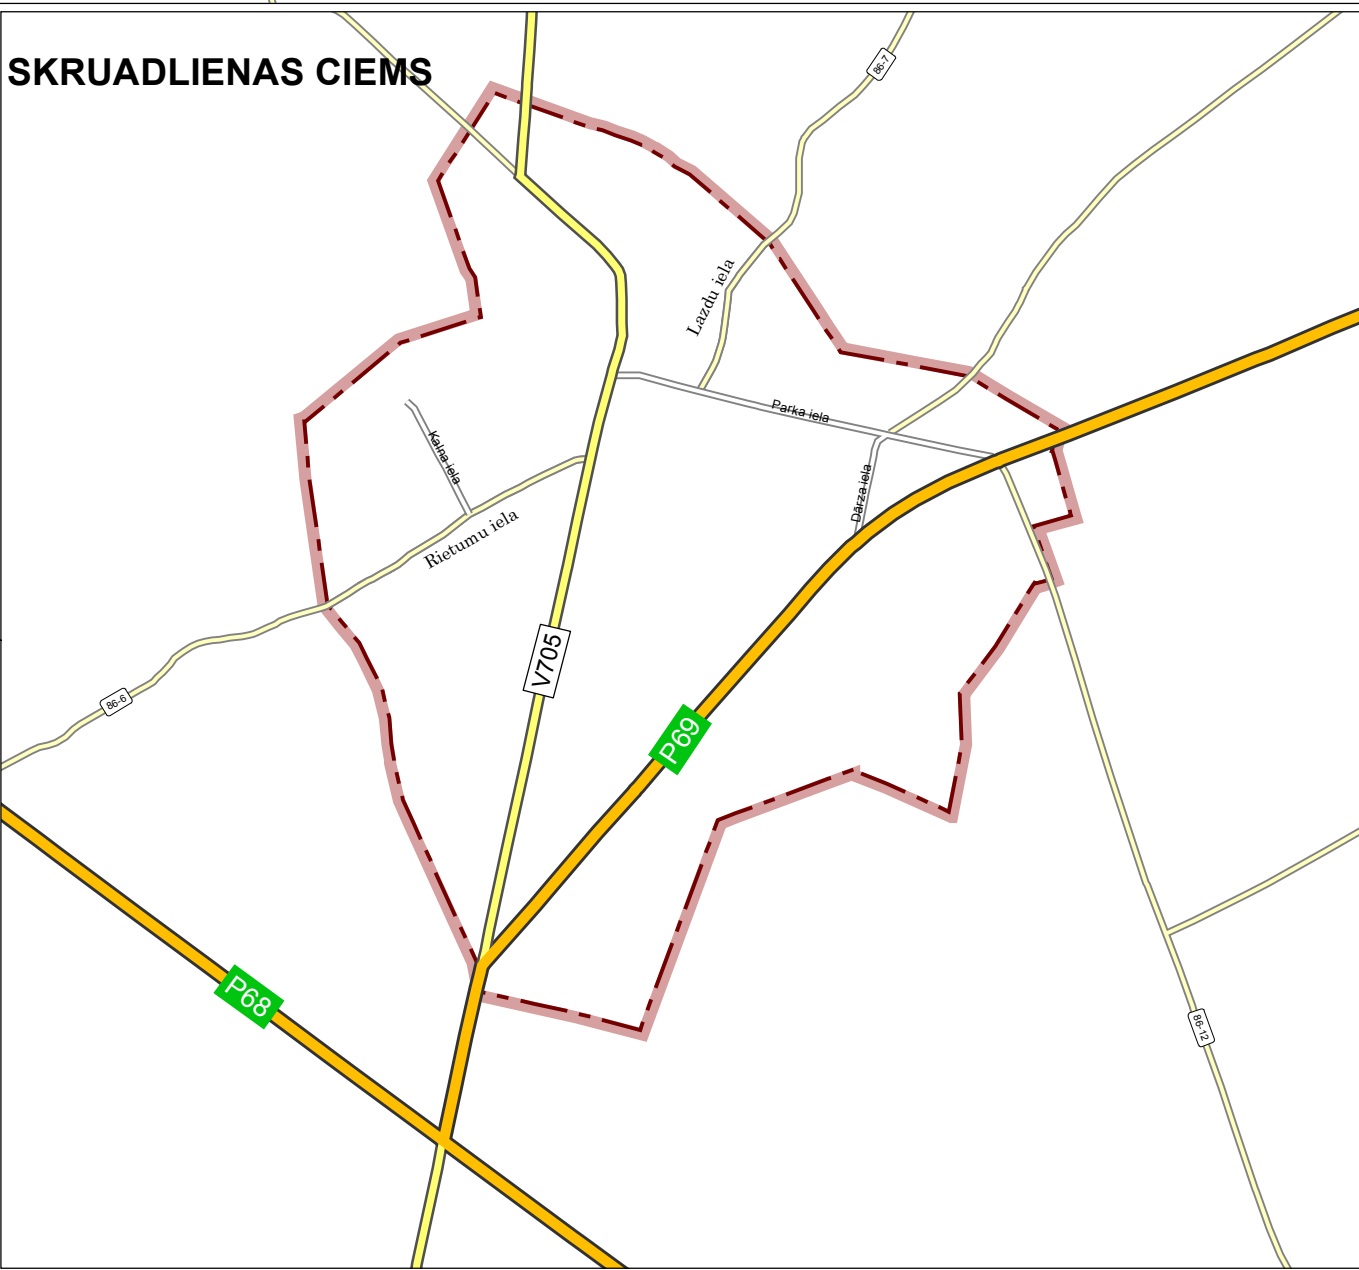 SKRUADLIENAS CIEMS
86-7
Lazdu iela
Parka iela
Kalna iela
Dārza iela
Rietumu iela
V705
86-6
P69
P68
86-12